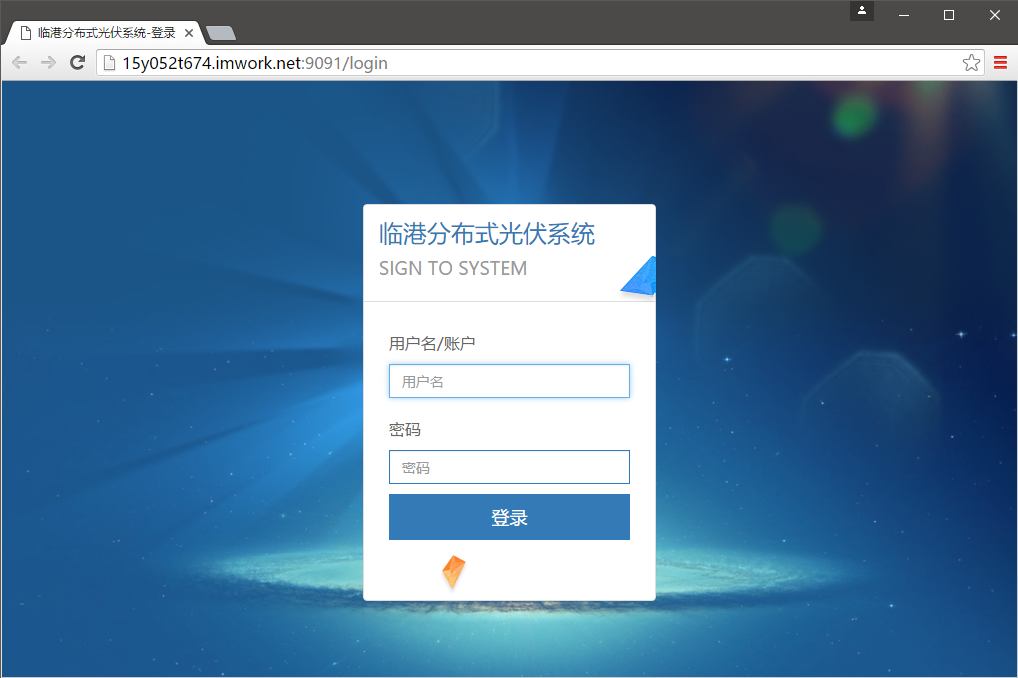 临港分布式光伏系统-登录
15y052t674.imwork.net:9091/login
临港分布式光伏系统
SIGN TO SYSTEM
用户名/账户
用户名
密码
密码
登录